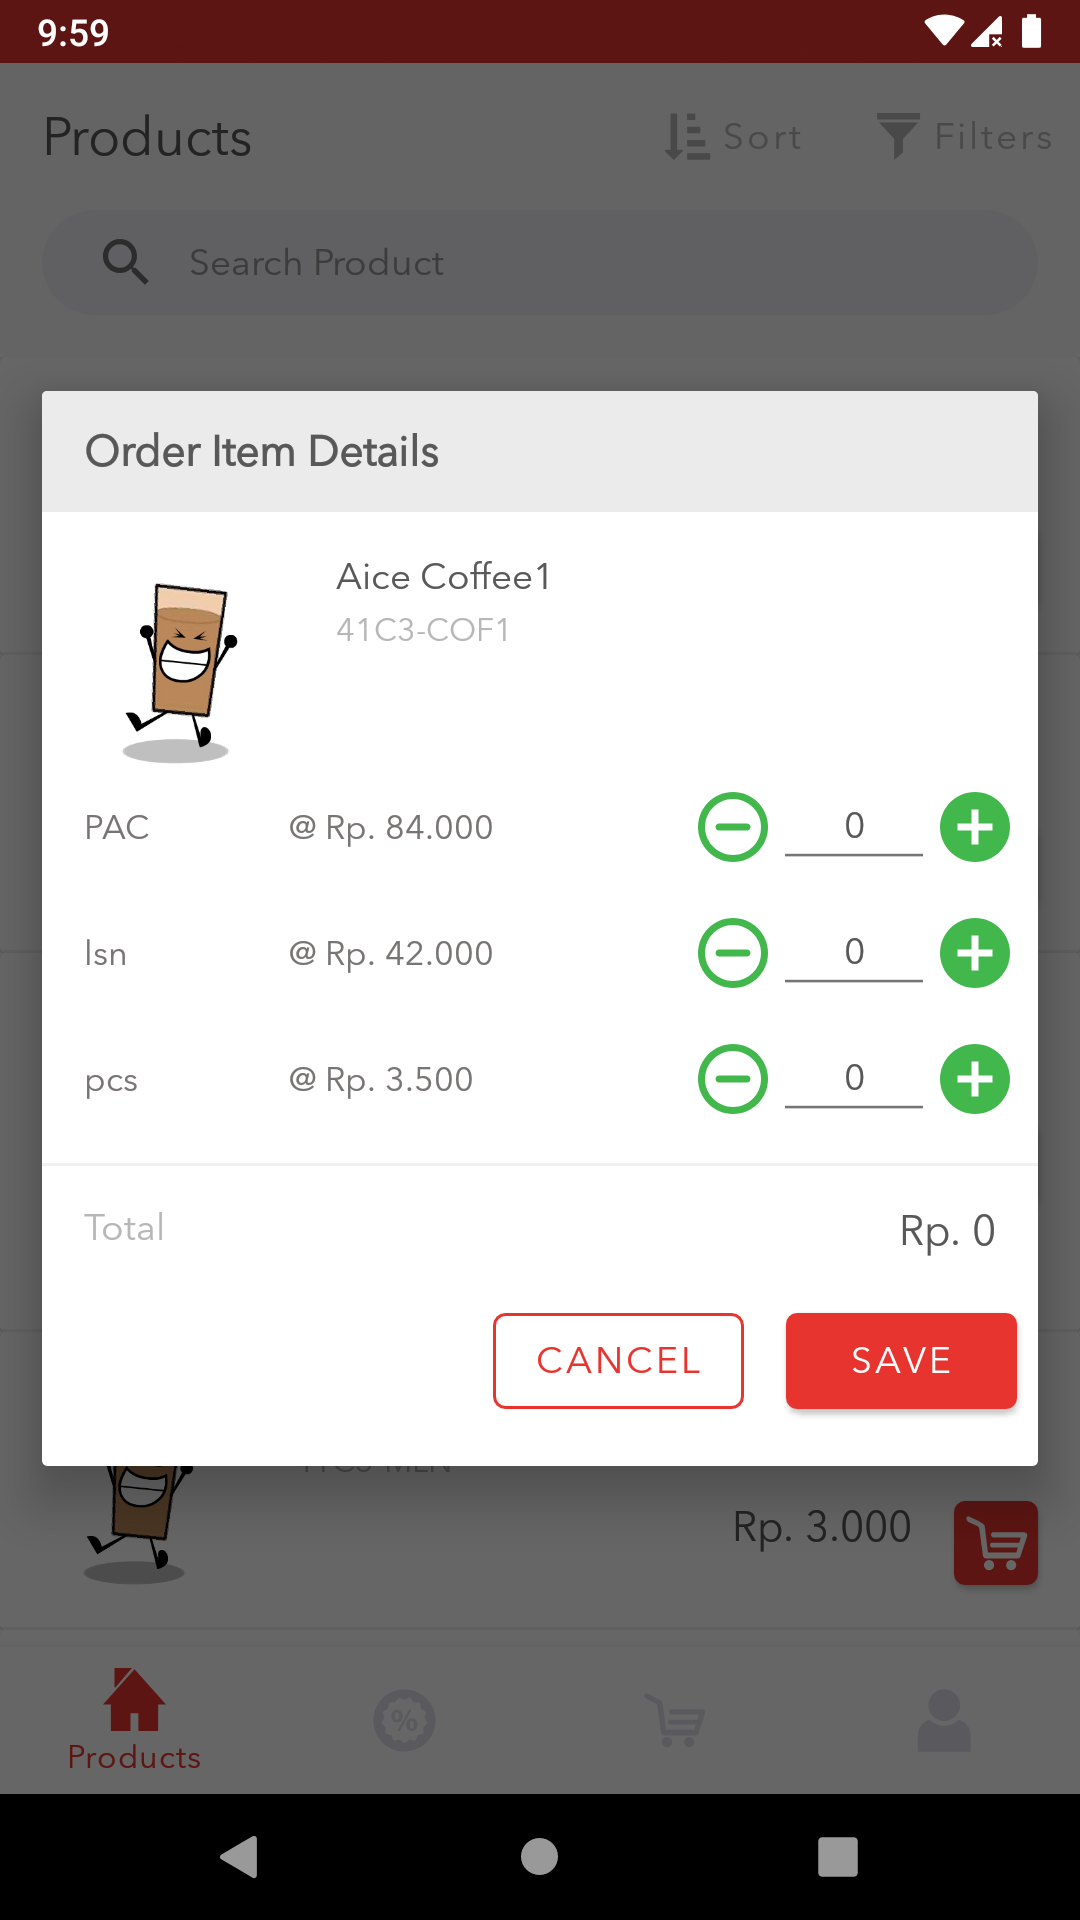 9:59
Products
Sort
Filters
Search Product
Order Item Details
Aice Coffee1
41C3-COF1
PAC
@ Rp. 84.000
0
lsn
@ Rp. 42.000
0
pcs
@ Rp. 3.500
0
Total
Rp. 0
CANCEL
SAVE
Rp. 3.000
%
Products